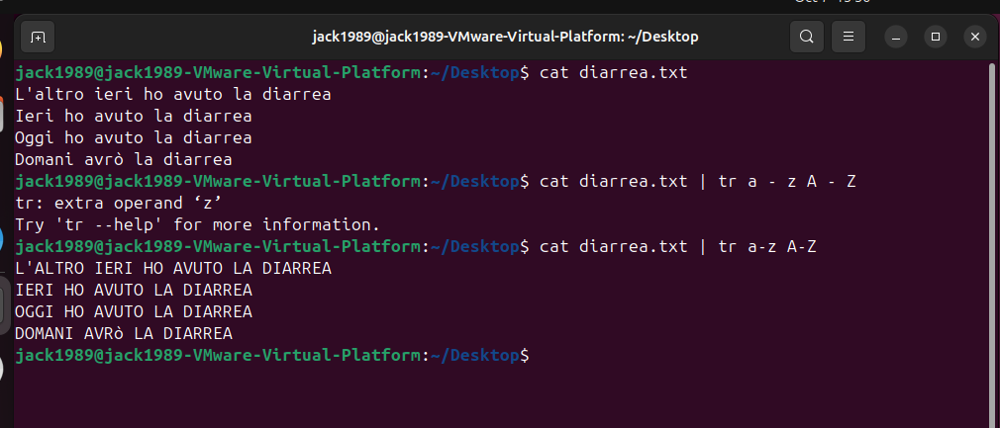 jack1989@jack1989-VMware-Virtual-Platform: ~/Desktop
jack1989@jack1989-VMware-Virtual-Platform:~/Desktop$ cat diarrea.txt
L'altro ieri ho avuto la diarrea
Ieri ho avuto la diarrea
Oggi ho avuto la diarrea
Domani avrò la diarrea
jack1989@jack1989-VMware-Virtual-Platform:~/Desktop$ cat diarrea.txt | tr a - z A - Z
tr: extra operand ‘z’
Try 'tr --help' for more information.
jack1989@jack1989-VMware-Virtual-Platform:~/Desktop$ cat diarrea.txt | tr a-z A-Z
L'ALTRO IERI HO AVUTO LA DIARREA
IERI HO AVUTO LA DIARREA
OGGI HO AVUTO LA DIARREA
DOMANI AVRò LA DIARREA
jack1989@jack1989-VMware-Virtual-Platform:~/Desktop$